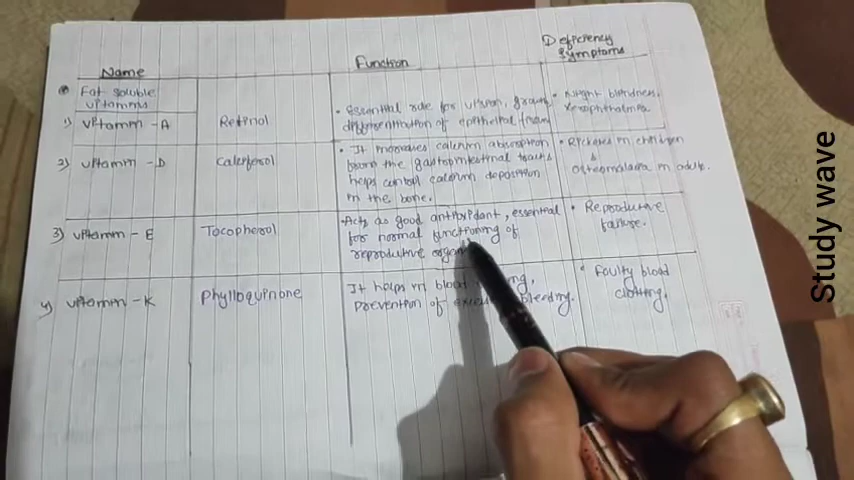 Name
Function
Deficiency
Symptoms
Fat soluble
vitamins
1) vitamin - A
Retinol
• Essential role for vision, growth,
differentiation of epithelial
• Night blindness,
xerophthalmia
2) vitamin - D
Calciferol
• It increases calcium absorption
from the gastrointestinal tract
helps control calcium deposition
in the bone.
• Rickets in children
&
osteomalacia in adult.
3) vitamin - E
Tocopherol
• Acts as good antioxidant, essential
for normal functioning of
reproductive
• Reproductive
failure.
4) vitamin - K
Phylloquinone
It helps in blood
prevention of bleeding.
• Faulty blood
clotting.
Study wave